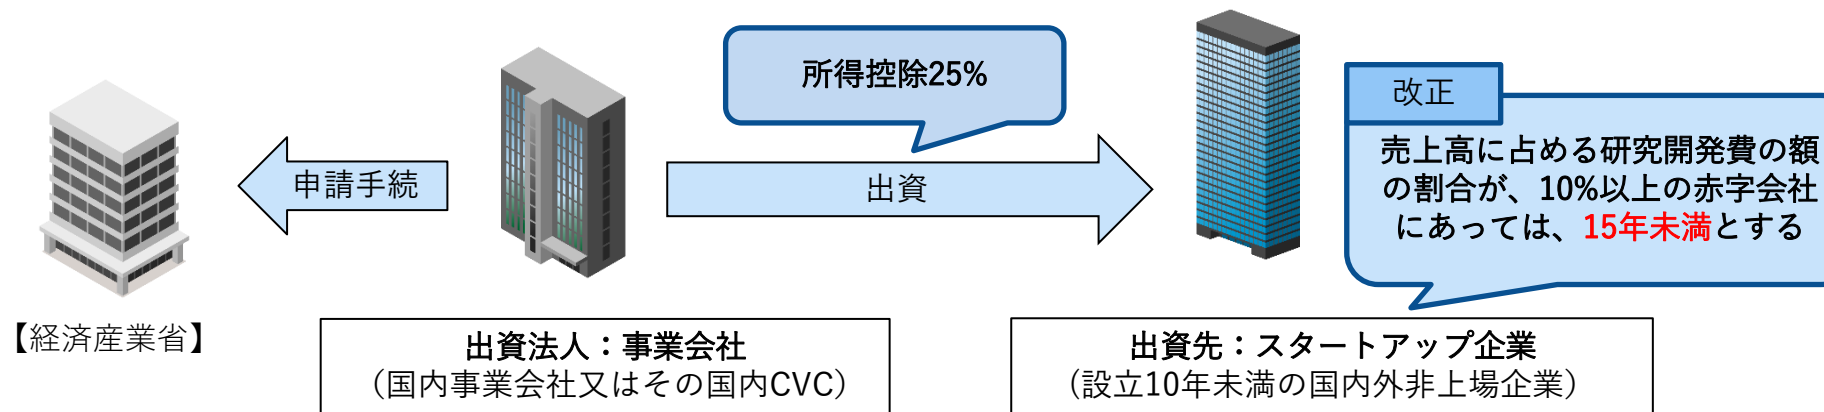 所得控除25%
改正
売上高に占める研究開発費の額
の割合が、10%以上の赤字会社
にあっては、15年未満とする
申請手続
出資
【経済産業省】
出資法人：事業会社
（国内事業会社又はその国内CVC）
出資先：スタートアップ企業
（設立10年未満の国内外非上場企業）